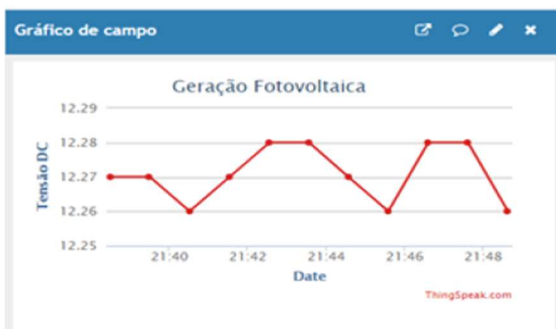 Gráfico de campo
Geração Fotovoltaica
12.29
12.28
12.27
12.26
12.25
Tensão DC
21:40 21:42 21:44 21:46 21:48
Date
ThingSpeak.com